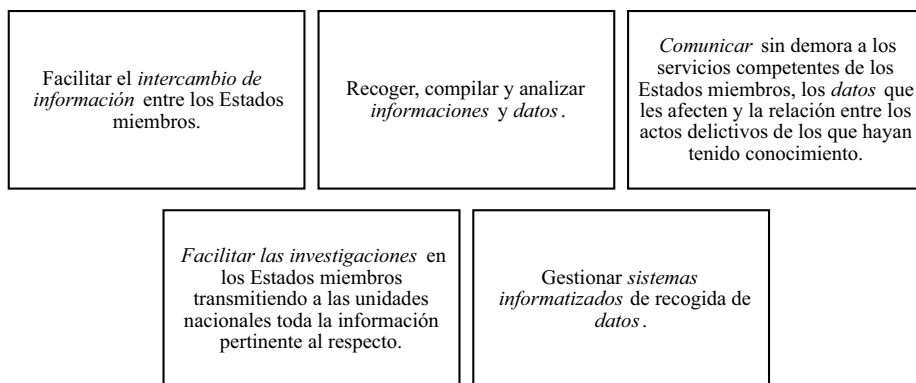 Facilitar el intercambio de
información entre los Estados
miembros.
Recoger, compilar y analizar
informaciones y datos.
Comunicar sin demora a los
servicios competentes de los
Estados miembros, los datos que
les afecten y la relación entre los
actos delictivos de los que hayan
tenido conocimiento.
Facilitar las investigaciones en
los Estados miembros
transmitiendo a las unidades
nacionales toda la información
pertinente al respecto.
Gestionar sistemas
informatizados de recogida de
datos.